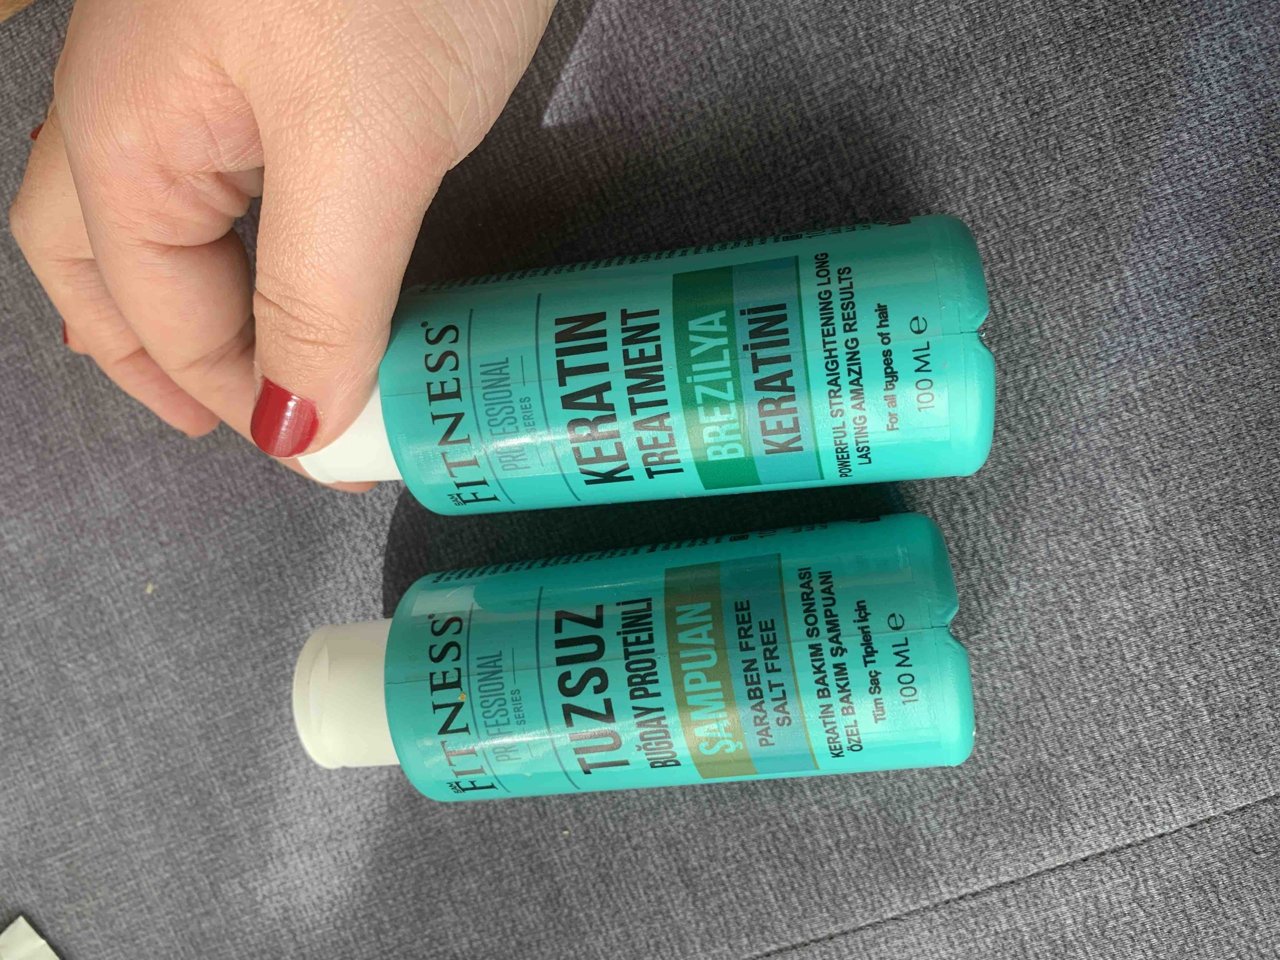 SAM
FITNESS®
PROFESSIONAL
SERIES
KERATIN
TREATMENT
BREZİLYA
KERATİNİ
POWERFUL STRAIGHTENING LONG
LASTING AMAZING RESULTS
For all types of hair
100 ML e
SAM
FITNESS®
PROFESSIONAL
SERIES
TUZSUZ
BUĞDAY PROTEİNLİ
ŞAMPUAN
PARABEN FREE
SALT FREE
KERATİN BAKIM SONRASI
ÖZEL BAKIM ŞAMPUANI
Tüm Saç Tipleri İçin
100 ML e